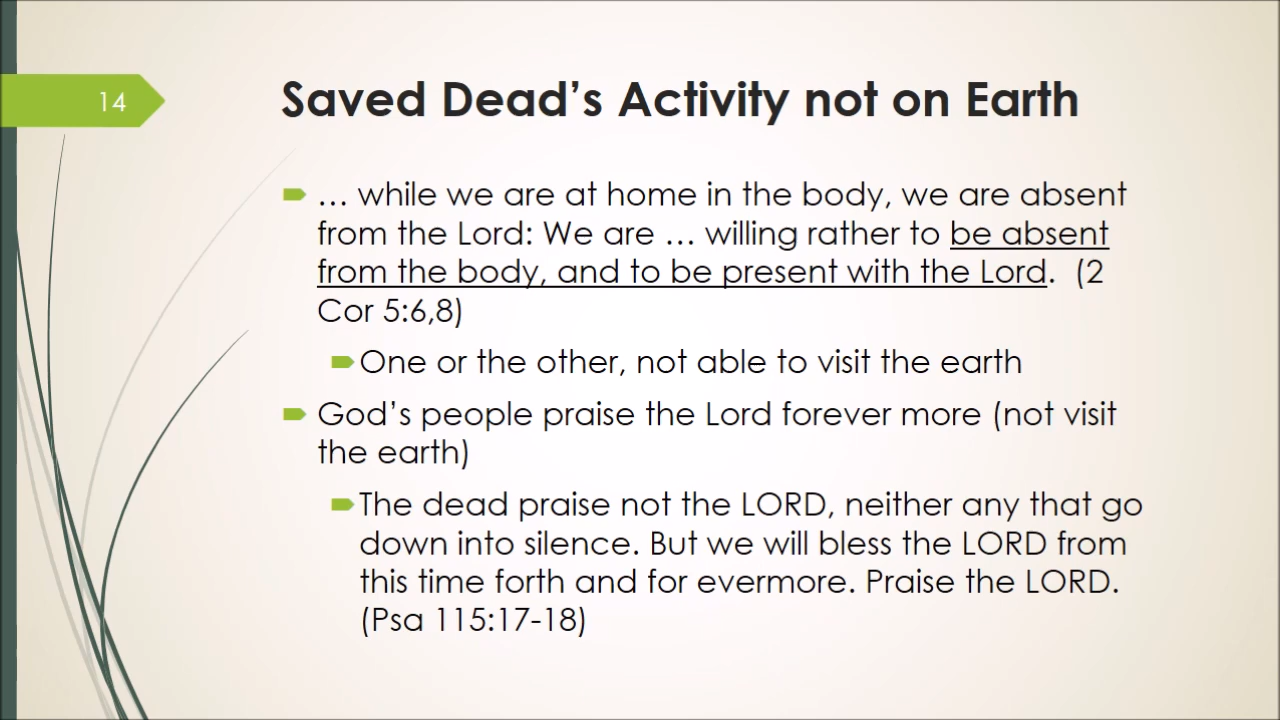 14
Saved Dead’s Activity not on Earth
… while we are at home in the body, we are absent
from the Lord: We are … willing rather to be absent
from the body, and to be present with the Lord.  (2
Cor 5:6,8)
One or the other, not able to visit the earth
God’s people praise the Lord forever more (not visit
the earth)
The dead praise not the LORD, neither any that go
down into silence. But we will bless the LORD from
this time forth and for evermore. Praise the LORD.
(Psa 115:17-18)